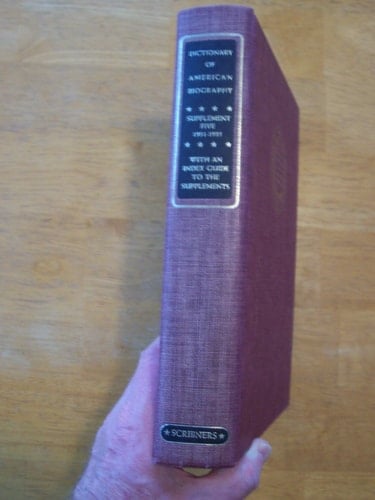 DICTIONARY
OF
AMERICAN
BIOGRAPHY
★ ★ ★ ★
SUPPLEMENT
FIVE
1951-1955
★ ★ ★ ★
WITH AN
INDEX GUIDE
TO THE
SUPPLEMENTS
★ SCRIBNERS ★